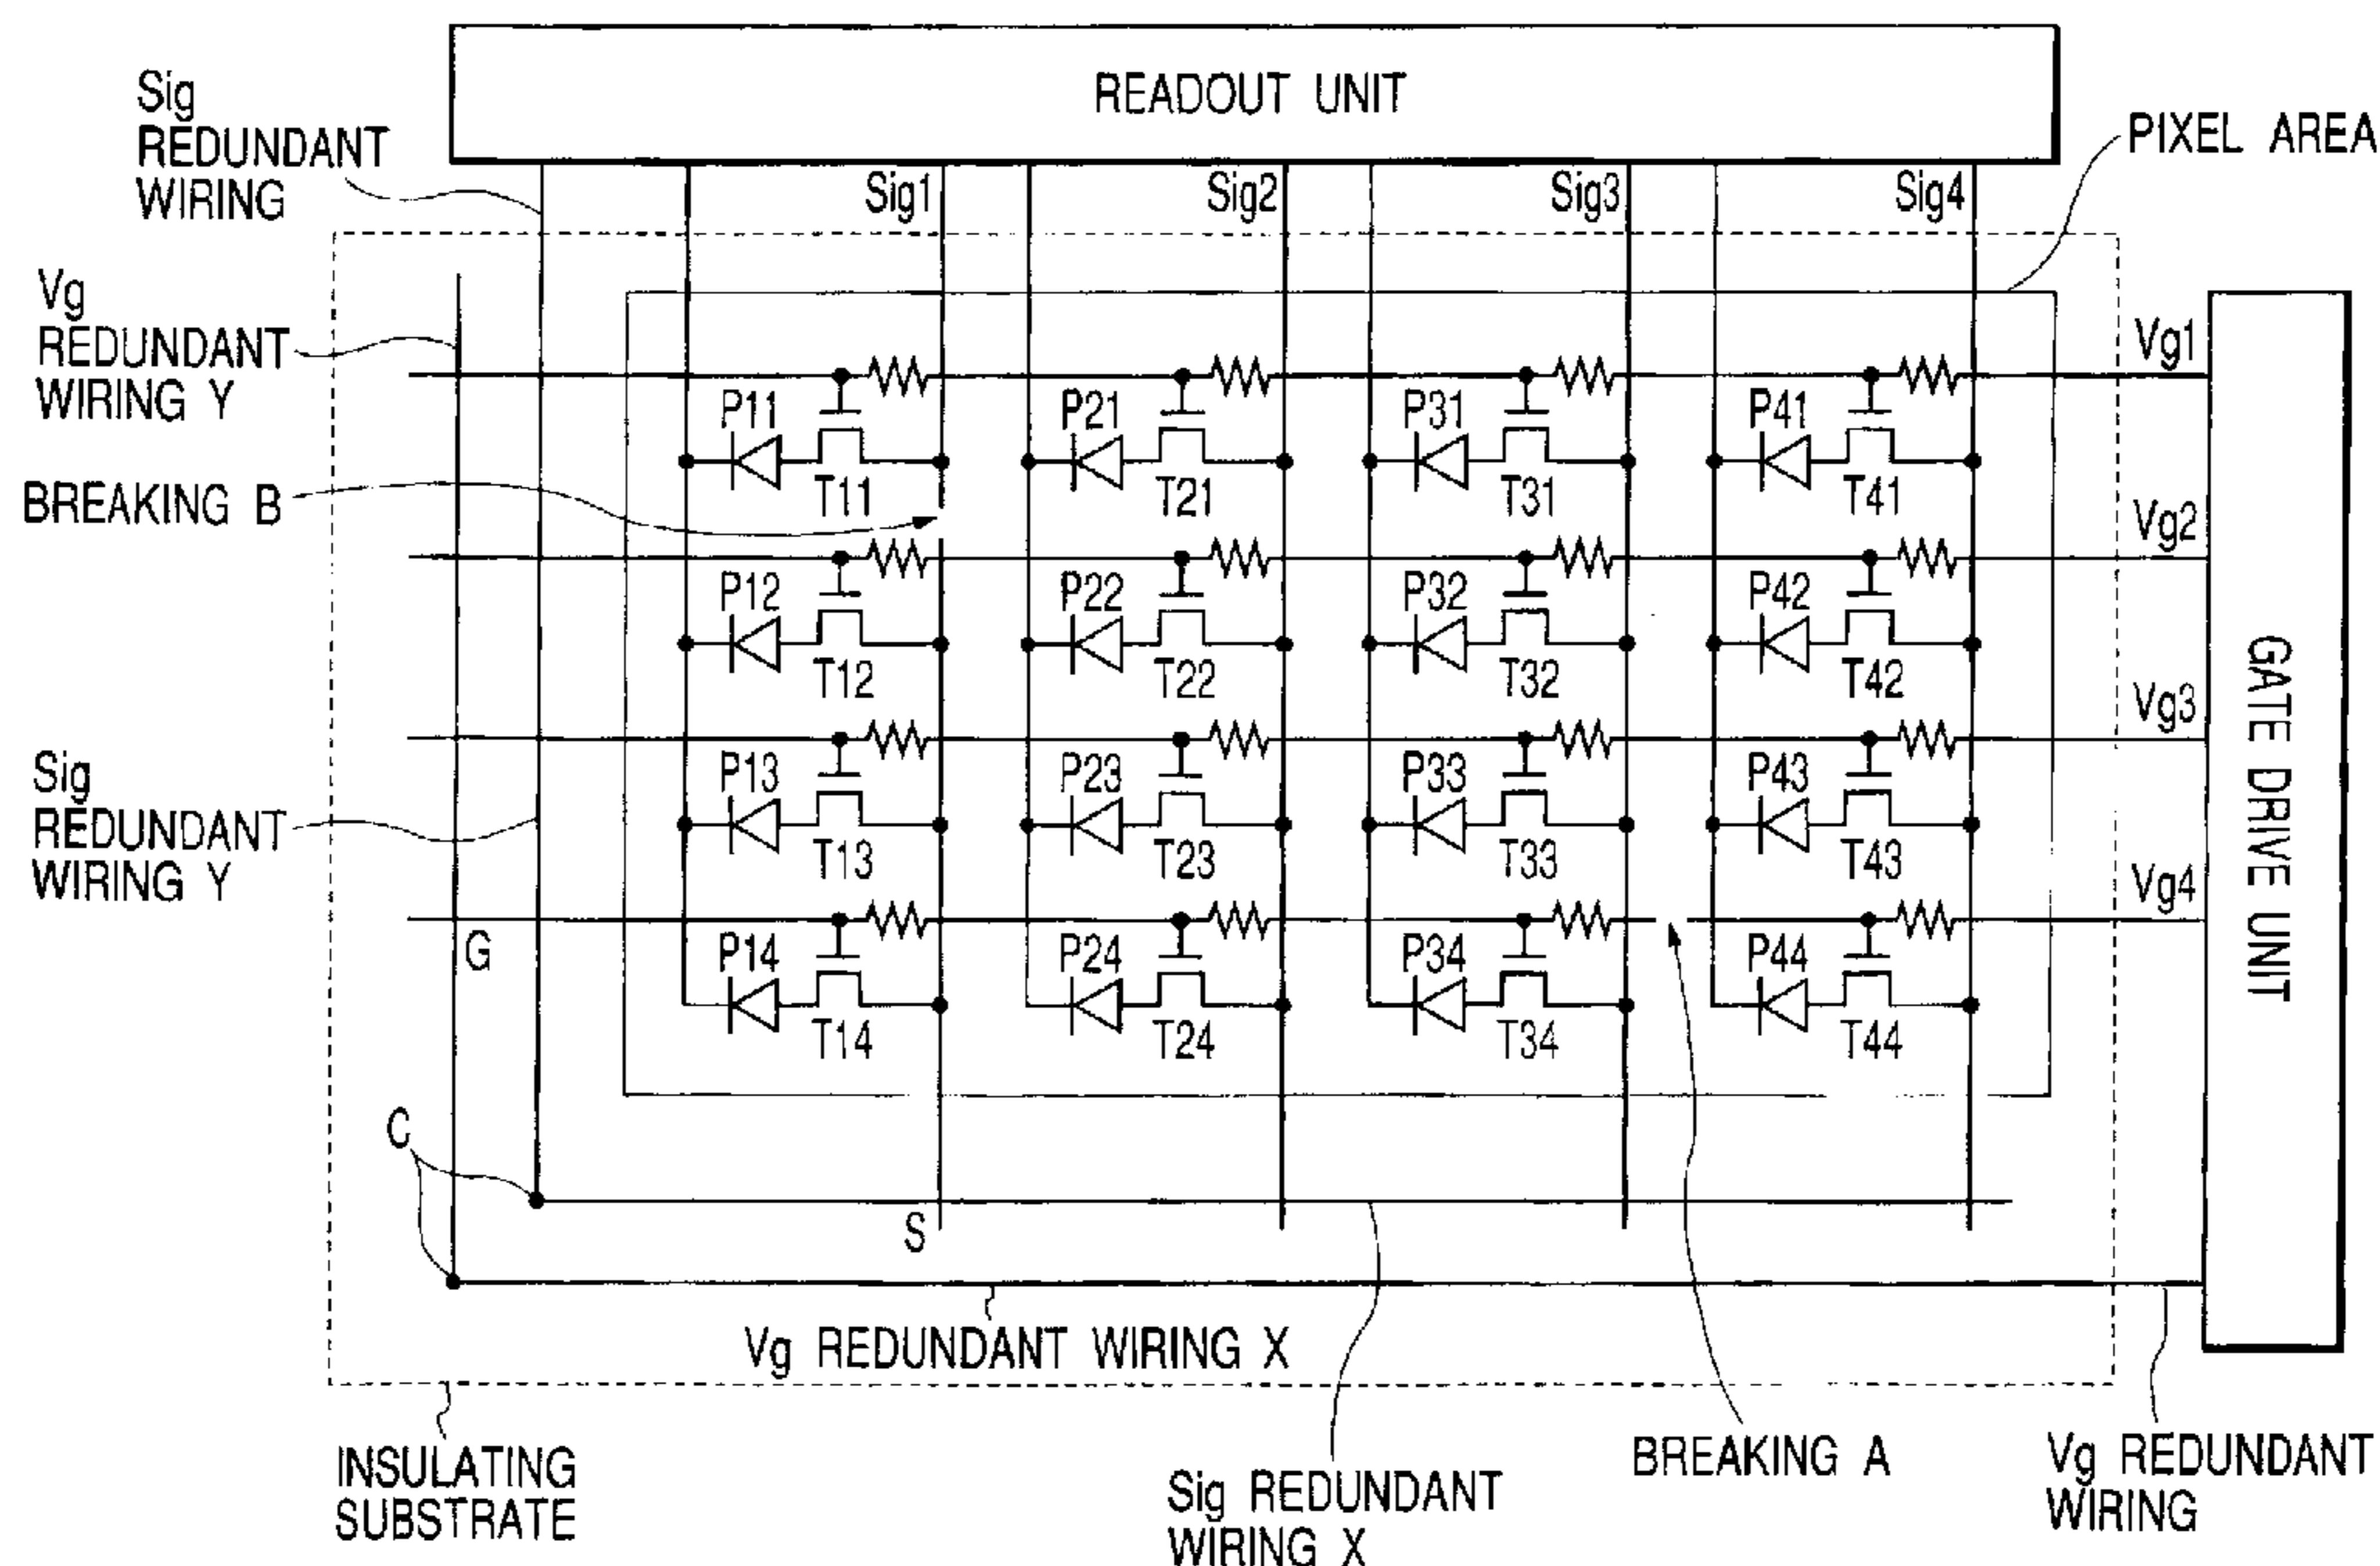 READOUT UNIT
Sig
REDUNDANT
WIRING
PIXEL AREA
Sig1
Sig2
Sig3
Sig4
Vg
REDUNDANT
WIRING Y
Vg1
P11
P21
P31
P41
T11
T21
T31
T41
BREAKING B
Vg2
P12
P22
P32
P42
T12
T22
T32
T42
GATE DRIVE UNIT
Vg3
Sig
REDUNDANT
WIRING Y
P13
P23
P33
P43
T13
T23
T33
T43
Vg4
G
P14
P24
P34
P44
T14
T24
T34
T44
C
S
Vg REDUNDANT WIRING X
INSULATING
SUBSTRATE
Sig REDUNDANT
WIRING X
BREAKING A
Vg REDUNDANT
WIRING